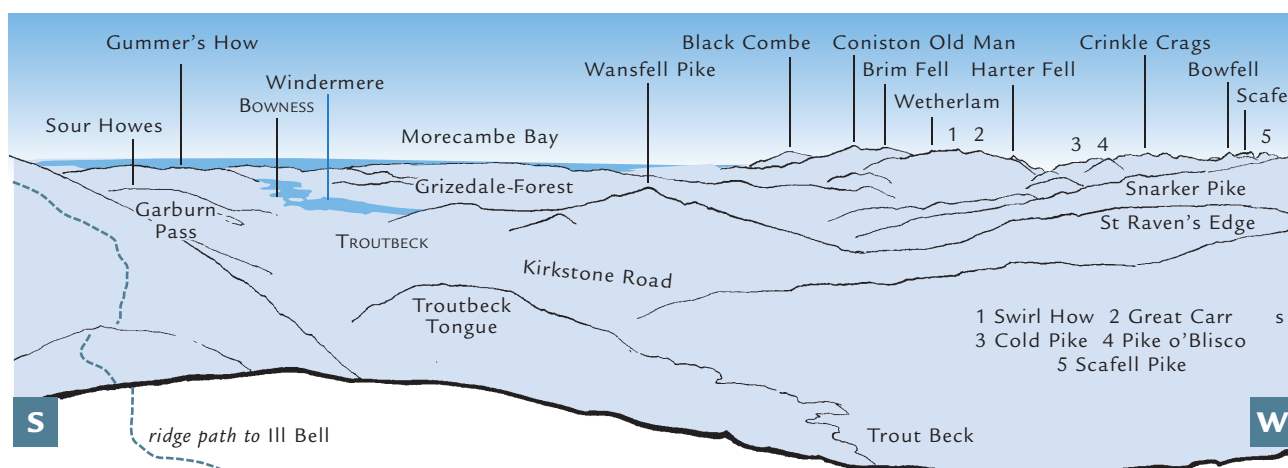 Gummer's How
Black Combe
Coniston Old Man
Crinkle Crags
Wansfell Pike
Brim Fell
Harter Fell
Bowfell
Windermere
BOWNESS
Wetherlam
Scafe
Sour Howes
Morecambe Bay
1 2
3 4
5
Grizedale-Forest
Snarker Pike
Garburn
Pass
St Raven's Edge
TROUTBECK
Kirkstone Road
Troutbeck
Tongue
1 Swirl How 2 Great Carr
s
3 Cold Pike 4 Pike o'Blisco
5 Scafell Pike
S
W
ridge path to Ill Bell
Trout Beck